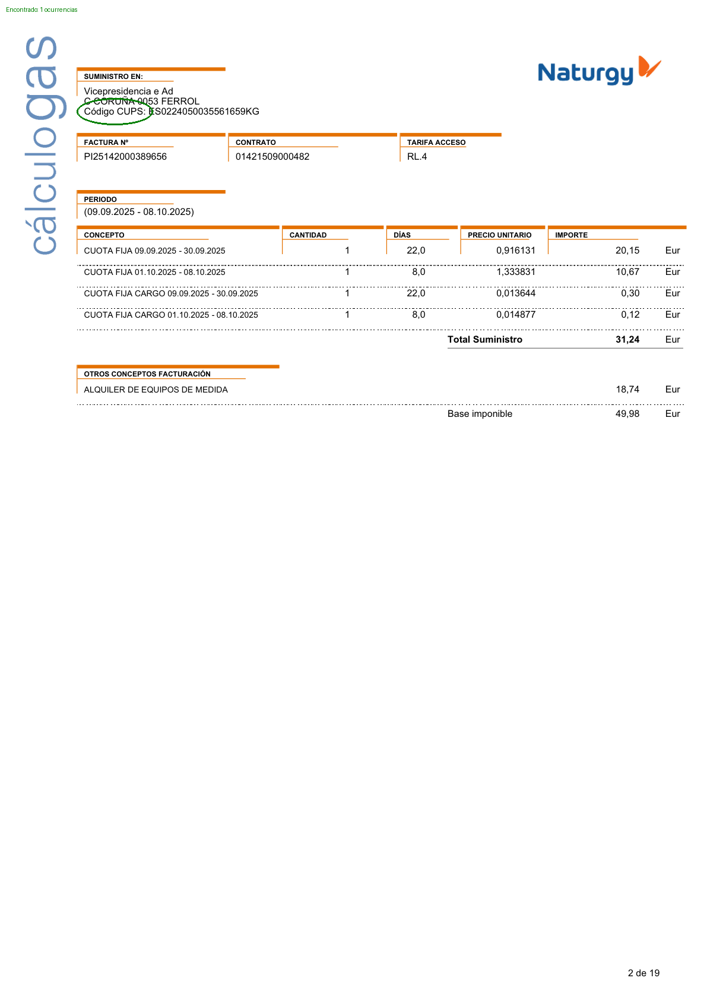 Encontrado: 1 ocurrencias
cálculogas
Naturgy
SUMINISTRO EN:
Vicepresidencia e Ad
C CORUÑA 0053 FERROL
Código CUPS: ES0224050035561659KG
FACTURA Nº CONTRATO TARIFA ACCESO
PI25142000389656 01421509000482 RL.4
PERIODO
(09.09.2025 - 08.10.2025)
CONCEPTO CANTIDAD DÍAS PRECIO UNITARIO IMPORTE
CUOTA FIJA 09.09.2025 - 30.09.2025 1 22,0 0,916131 20,15 Eur
CUOTA FIJA 01.10.2025 - 08.10.2025 1 8,0 1,333831 10,67 Eur
CUOTA FIJA CARGO 09.09.2025 - 30.09.2025 1 22,0 0,013644 0,30 Eur
CUOTA FIJA CARGO 01.10.2025 - 08.10.2025 1 8,0 0,014877 0,12 Eur
Total Suministro 31,24 Eur
OTROS CONCEPTOS FACTURACIÓN
ALQUILER DE EQUIPOS DE MEDIDA 18,74 Eur
Base imponible 49,98 Eur
2 de 19